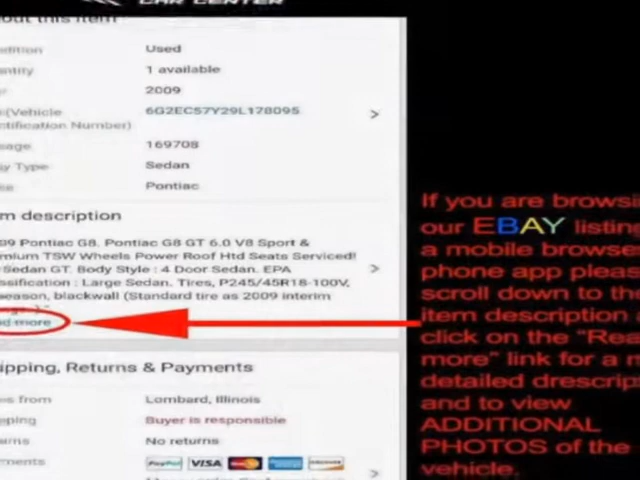 CAR CENTER
out this item
dition Used
ntity 1 available
2009
(Vehicle 6G2EC57Y29L178095
tification Number)
eage 169708
y Type Sedan
Pontiac
m description
09 Pontiac G8. Pontiac G8 GT 6.0 V8 Sport &
mium TSW Wheels Power Roof Htd Seats Serviced!
Sedan GT. Body Style : 4 Door Sedan. EPA
ssification : Large Sedan, Tires, P245/45R18-100V,
eason, blackwall (Standard tire as 2009 interim
d more
ipping, Returns & Payments
s from Lombard, Illinois
ping Buyer is responsible
rns No returns
ments PayPal VISA
If you are browsi
our EBAY listing
a mobile browse
phone app pleas
scroll down to th
item description a
click on the "Rea
more" link for a m
detailed drescrip
and to view
ADDITIONAL
PHOTOS of the
vehicle.